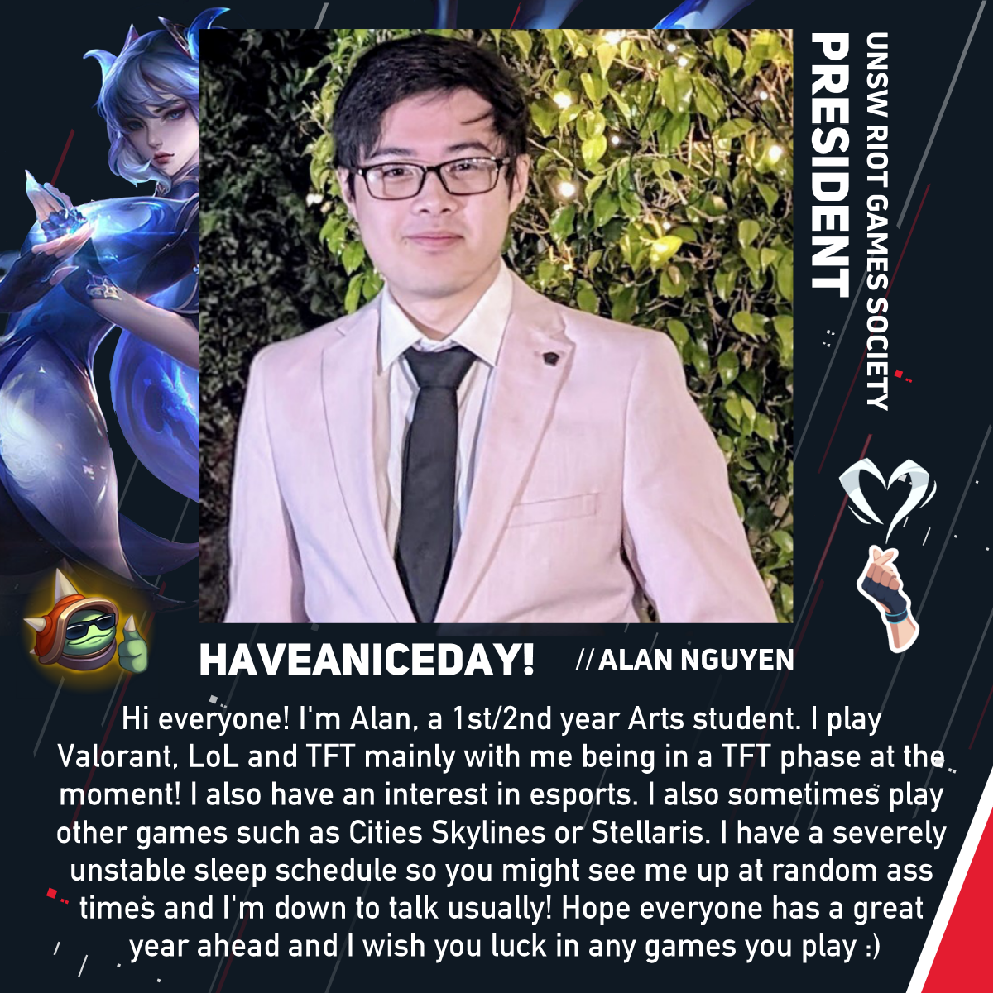 UNSW RIOT GAMES SOCIETY
PRESIDENT
HAVEANICEDAY! //ALAN NGUYEN
Hi everyone! I'm Alan, a 1st/2nd year Arts student. I play
Valorant, LoL and TFT mainly with me being in a TFT phase at the
moment! I also have an interest in esports. I also sometimes play
other games such as Cities Skylines or Stellaris. I have a severely
unstable sleep schedule so you might see me up at random ass
times and I'm down to talk usually! Hope everyone has a great
year ahead and I wish you luck in any games you play :)